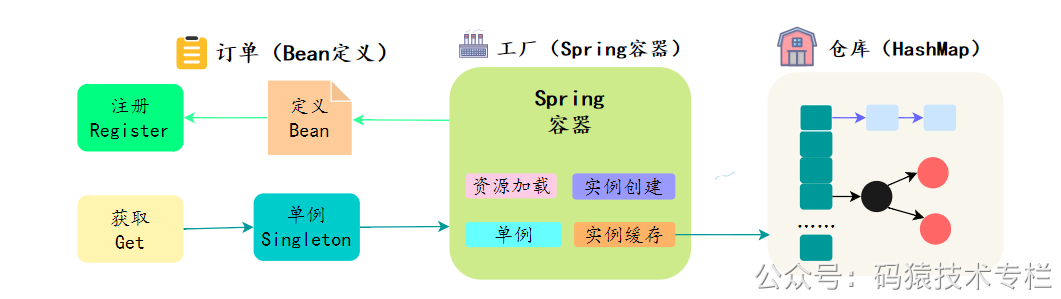 订单（Bean定义）
工厂（Spring容器）
仓库（HashMap）
注册
Register
定义
Bean
Spring
容器
资源加载
实例创建
获取
Get
单例
Singleton
单例
实例缓存
······
公众号：码猿技术专栏